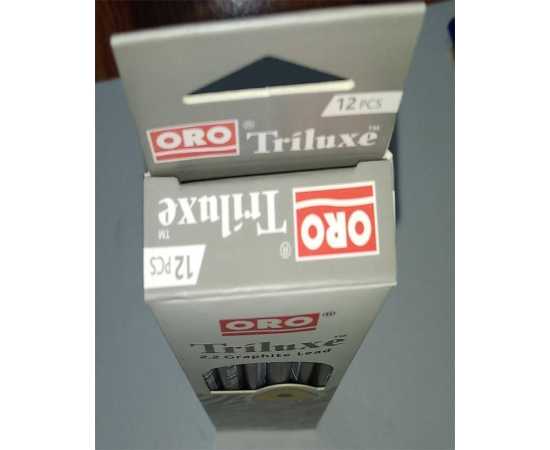 12 PCS
ORO® Triluxe™
ORO® Triluxe™
12 PCS
ORO®
Triluxe™
2.2 Graphite Lead